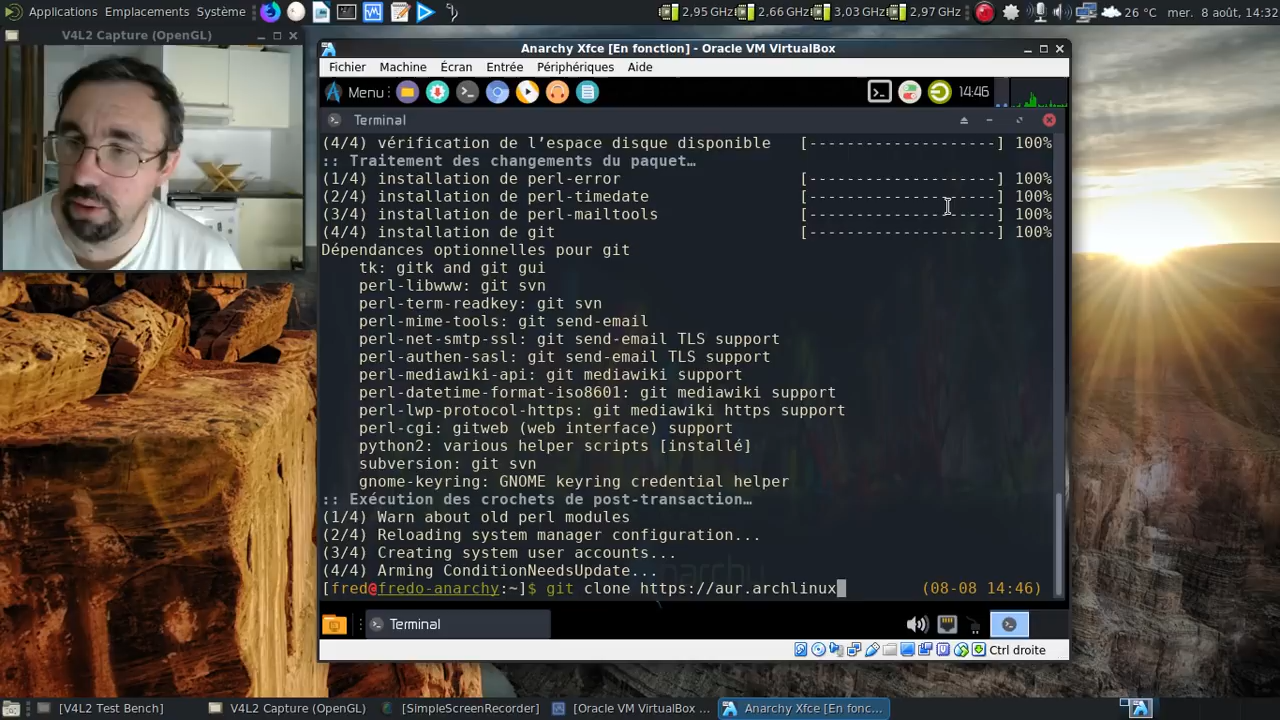 Applications Emplacements Système
2,95 GHz 2,66 GHz 3,03 GHz 2,97 GHz 26 °C mer. 8 août, 14:32
V4L2 Capture (OpenGL)
Anarchy Xfce [En fonction] - Oracle VM VirtualBox
Fichier Machine Écran Entrée Périphériques Aide
Menu 14:46
Terminal
(4/4) vérification de l’espace disque disponible [--------------------] 100%
:: Traitement des changements du paquet…
(1/4) installation de perl-error [--------------------] 100%
(2/4) installation de perl-timedate [--------------------] 100%
(3/4) installation de perl-mailtools [--------------------] 100%
(4/4) installation de git [--------------------] 100%
Dépendances optionnelles pour git
tk: gitk and git gui
perl-libwww: git svn
perl-term-readkey: git svn
perl-mime-tools: git send-email
perl-net-smtp-ssl: git send-email TLS support
perl-authen-sasl: git send-email TLS support
perl-mediawiki-api: git mediawiki support
perl-datetime-format-iso8601: git mediawiki support
perl-lwp-protocol-https: git mediawiki https support
perl-cgi: gitweb (web interface) support
python2: various helper scripts [installé]
subversion: git svn
gnome-keyring: GNOME keyring credential helper
:: Exécution des crochets de post-transaction…
(1/4) Warn about old perl modules
(2/4) Reloading system manager configuration...
(3/4) Creating system user accounts...
(4/4) Arming ConditionNeedsUpdate...
[fred@fredo-anarchy:~]$ git clone https://aur.archlinux (08-08 14:46)
Terminal
Ctrl droite
[V4L2 Test Bench] V4L2 Capture (OpenGL) [SimpleScreenRecorder] [Oracle VM VirtualBox ... Anarchy Xfce [En fonc...